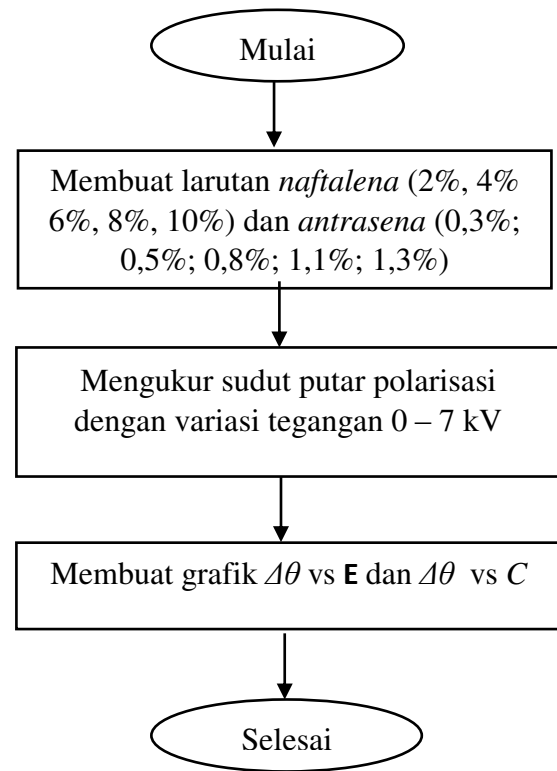 Mulai
Membuat larutan naftalena (2%, 4%
6%, 8%, 10%) dan antrasena (0,3%;
0,5%; 0,8%; 1,1%; 1,3%)
Mengukur sudut putar polarisasi
dengan variasi tegangan 0 – 7 kV
Membuat grafik Δθ vs E dan Δθ vs C
Selesai